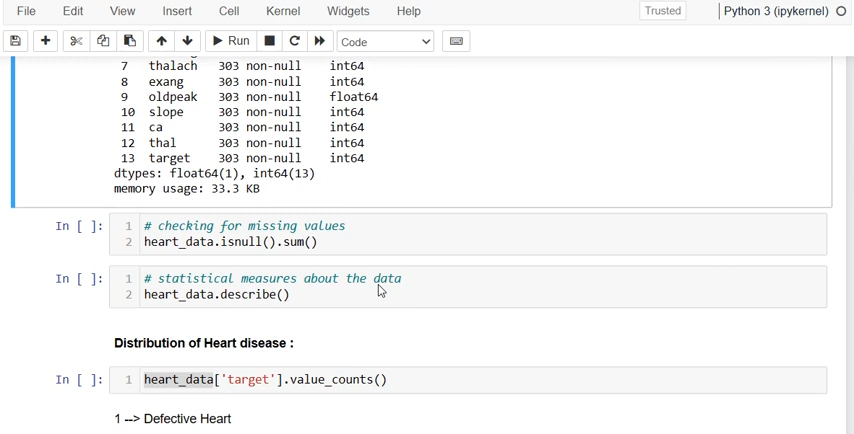 File Edit View Insert Cell Kernel Widgets Help Trusted Python 3 (ipykernel)
Run Code
7 thalach 303 non-null int64
8 exang 303 non-null int64
9 oldpeak 303 non-null float64
10 slope 303 non-null int64
11 ca 303 non-null int64
12 thal 303 non-null int64
13 target 303 non-null int64
dtypes: float64(1), int64(13)
memory usage: 33.3 KB
In [ ]: 1 # checking for missing values
2 heart_data.isnull().sum()
In [ ]: 1 # statistical measures about the data
2 heart_data.describe()
Distribution of Heart disease :
In [ ]: 1 heart_data['target'].value_counts()
1 --> Defective Heart